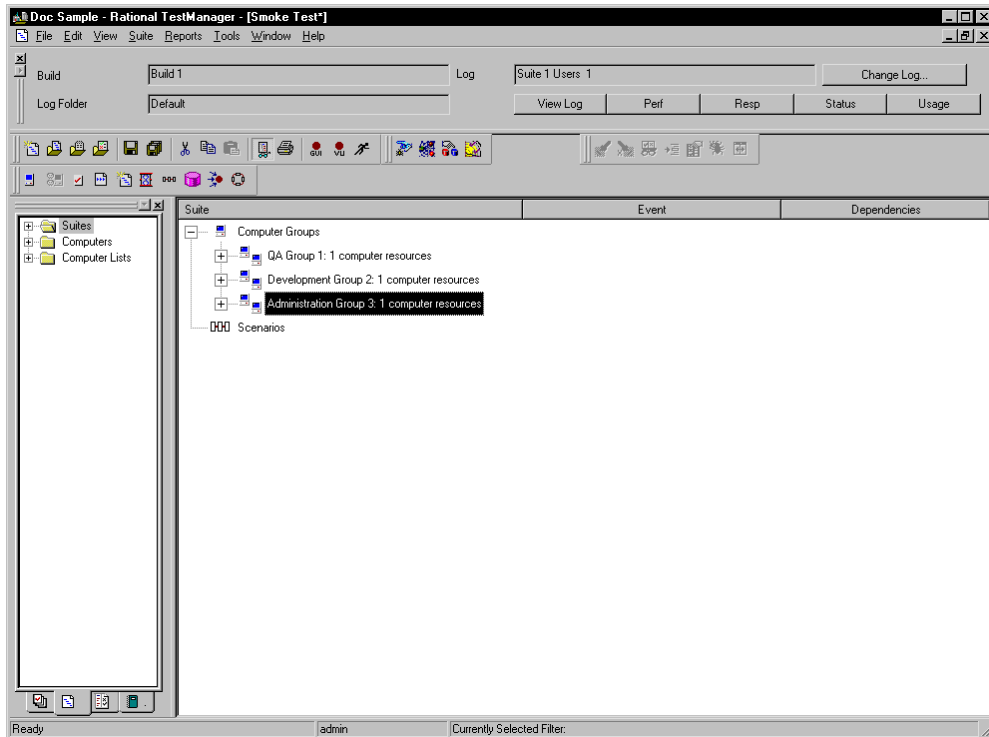 Doc Sample - Rational TestManager - [Smoke Test*]
File Edit View Suite Reports Tools Window Help
Build Build 1 Log Suite 1 Users 1 Change Log...
Log Folder Default View Log Perf Resp Status Usage
GUI VU
Suite Event Dependencies
Suites
Computers
Computer Lists
Computer Groups
QA Group 1: 1 computer resources
Development Group 2: 1 computer resources
Administration Group 3: 1 computer resources
Scenarios
Ready admin Currently Selected Filter: